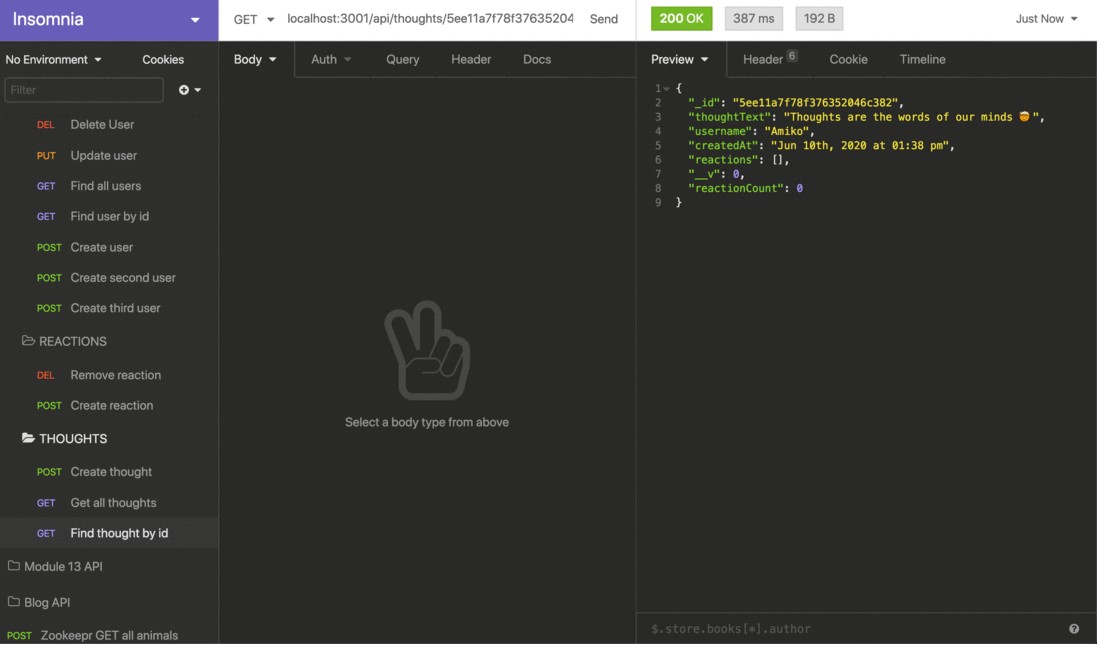 Insomnia
GET localhost:3001/api/thoughts/5ee11a7f78f37635204 Send
200 OK 387 ms 192 B Just Now
No Environment Cookies
Body Auth Query Header Docs
Preview Header 6 Cookie Timeline
Filter
DEL Delete User
PUT Update user
GET Find all users
GET Find user by id
POST Create user
POST Create second user
POST Create third user
REACTIONS
DEL Remove reaction
POST Create reaction
THOUGHTS
POST Create thought
GET Get all thoughts
GET Find thought by id
Module 13 API
Blog API
POST Zookeepr GET all animals
Select a body type from above
1 {
2 "_id": "5ee11a7f78f376352046c382",
3 "thoughtText": "Thoughts are the words of our minds 🤯",
4 "username": "Amiko",
5 "createdAt": "Jun 10th, 2020 at 01:38 pm",
6 "reactions": [],
7 "__v": 0,
8 "reactionCount": 0
9 }
$.store.books[*].author